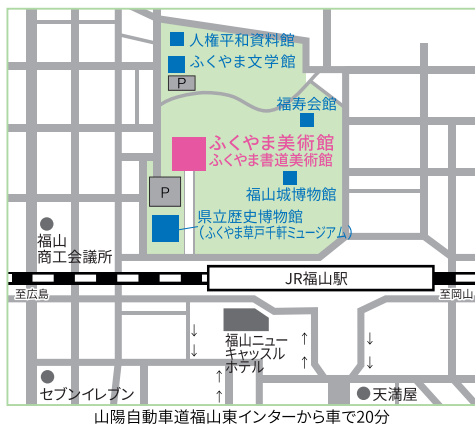 人権平和資料館
ふくやま文学館
P
福寿会館
ふくやま美術館
ふくやま書道美術館
P
福山城博物館
県立歴史博物館
(ふくやま草戸千軒ミュージアム)
福山
商工会議所
JR福山駅
至広島
至岡山
福山ニュー
キャッスル
ホテル
セブンイレブン
天満屋
山陽自動車道福山東インターから車で20分